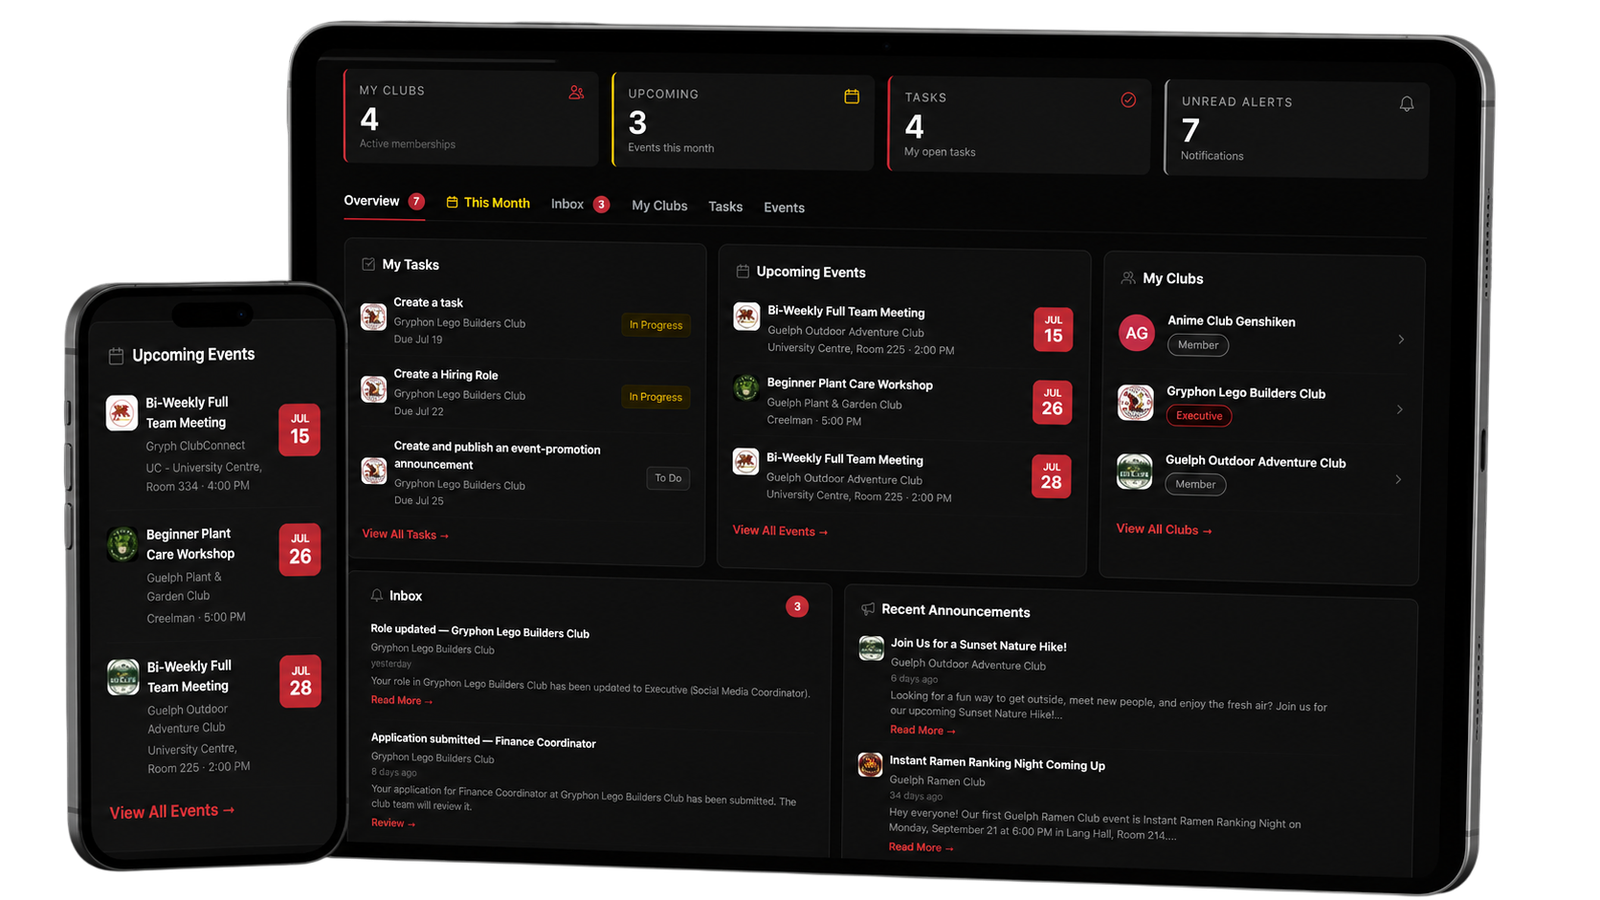 MY CLUBS
4
Active memberships
UPCOMING
3
Events this month
TASKS
4
My open tasks
UNREAD ALERTS
7
Notifications
Overview 7
This Month
Inbox 3
My Clubs
Tasks
Events
My Tasks
Create a task
Gryphon Lego Builders Club
Due Jul 19
In Progress
Create a Hiring Role
Gryphon Lego Builders Club
Due Jul 22
In Progress
Create and publish an event-promotion
announcement
Gryphon Lego Builders Club
Due Jul 25
To Do
View All Tasks →
Upcoming Events
Bi-Weekly Full Team Meeting
Guelph Outdoor Adventure Club
University Centre, Room 225 · 2:00 PM
JUL
15
Beginner Plant Care Workshop
Guelph Plant & Garden Club
Creelman · 5:00 PM
JUL
26
Bi-Weekly Full Team Meeting
Guelph Outdoor Adventure Club
University Centre, Room 225 · 2:00 PM
JUL
28
View All Events →
My Clubs
AG
Anime Club Genshiken
Member
Gryphon Lego Builders Club
Executive
Guelph Outdoor Adventure Club
Member
View All Clubs →
Inbox
3
Role updated — Gryphon Lego Builders Club
Gryphon Lego Builders Club
yesterday
Your role in Gryphon Lego Builders Club has been updated to Executive (Social Media Coordinator).
Read More →
Application submitted — Finance Coordinator
Gryphon Lego Builders Club
8 days ago
Your application for Finance Coordinator at Gryphon Lego Builders Club has been submitted. The
club team will review it.
Review →
Recent Announcements
Join Us for a Sunset Nature Hike!
Guelph Outdoor Adventure Club
6 days ago
Looking for a fun way to get outside, meet new people, and enjoy the fresh air? Join us for
our upcoming Sunset Nature Hike!...
Read More →
Instant Ramen Ranking Night Coming Up
Guelph Ramen Club
34 days ago
Hey everyone! Our first Guelph Ramen Club event is Instant Ramen Ranking Night on
Monday, September 21 at 6:00 PM in Lang Hall, Room 214....
Read More →
Upcoming Events
Bi-Weekly Full
Team Meeting
Gryph ClubConnect
UC - University Centre,
Room 334 · 4:00 PM
JUL
15
Beginner Plant
Care Workshop
Guelph Plant &
Garden Club
Creelman · 5:00 PM
JUL
26
Bi-Weekly Full
Team Meeting
Guelph Outdoor
Adventure Club
University Centre,
Room 225 · 2:00 PM
JUL
28
View All Events →